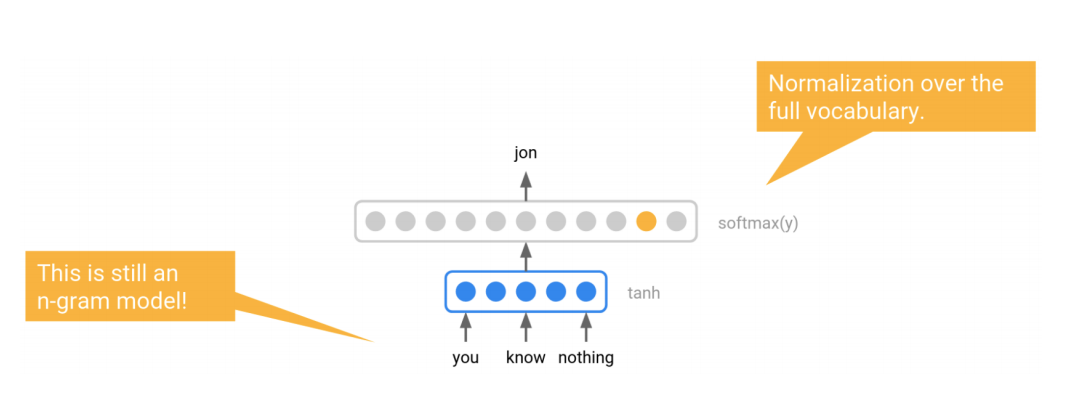 Normalization over the
full vocabulary.
jon
softmax(y)
This is still an
n-gram model!
tanh
you know nothing